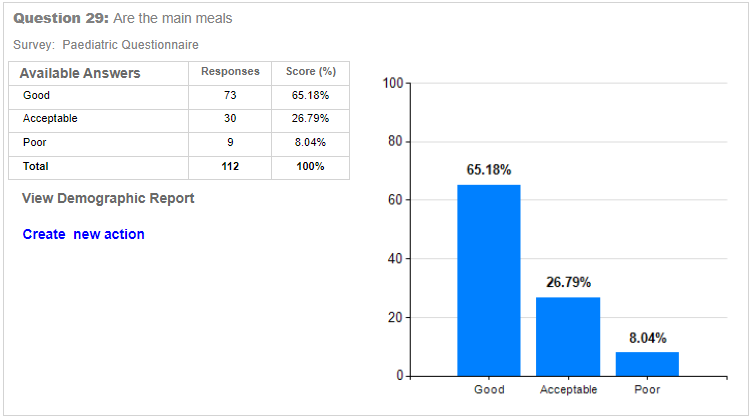 Question 29: Are the main meals
Survey: Paediatric Questionnaire
Available Answers Responses Score (%)
Good 73 65.18%
Acceptable 30 26.79%
Poor 9 8.04%
Total 112 100%
View Demographic Report
Create new action
100
80
60
40
20
0
65.18%
26.79%
8.04%
Good Acceptable Poor